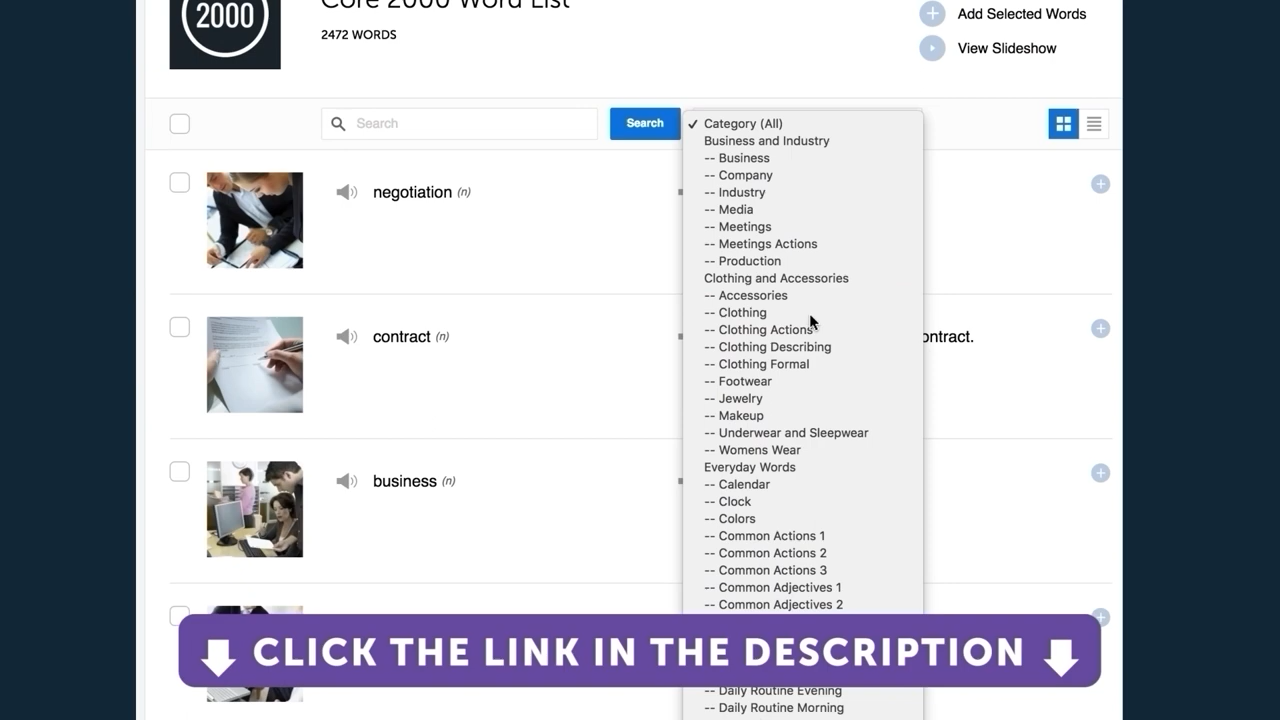 2000
Core 2000 Word List
2472 WORDS
Add Selected Words
View Slideshow
Search
Search
✓ Category (All)
Business and Industry
-- Business
-- Company
-- Industry
-- Media
-- Meetings
-- Meetings Actions
-- Production
Clothing and Accessories
-- Accessories
-- Clothing
-- Clothing Actions
-- Clothing Describing
-- Clothing Formal
-- Footwear
-- Jewelry
-- Makeup
-- Underwear and Sleepwear
-- Womens Wear
Everyday Words
-- Calendar
-- Clock
-- Colors
-- Common Actions 1
-- Common Actions 2
-- Common Actions 3
-- Common Adjectives 1
-- Common Adjectives 2
-- Daily Routine Evening
-- Daily Routine Morning
negotiation (n)
contract (n)
ontract.
business (n)
CLICK THE LINK IN THE DESCRIPTION